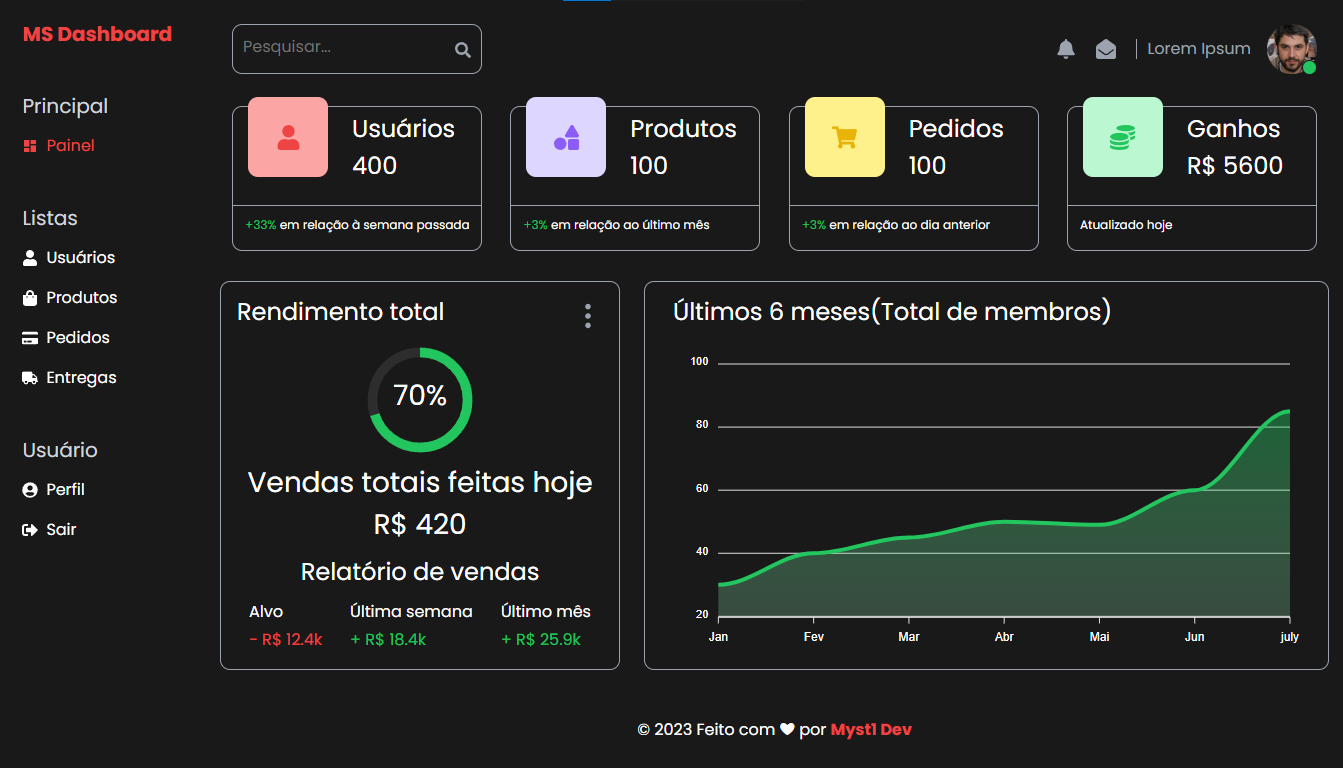 MS Dashboard
Principal
Painel
Listas
Usuários
Produtos
Pedidos
Entregas
Usuário
Perfil
Sair
Pesquisar...
Lorem Ipsum
Usuários
400
+33% em relação à semana passada
Produtos
100
+3% em relação ao último mês
Pedidos
100
+3% em relação ao dia anterior
Ganhos
R$ 5600
Atualizado hoje
Rendimento total
70%
Vendas totais feitas hoje
R$ 420
Relatório de vendas
Alvo Última semana Último mês
- R$ 12.4k + R$ 18.4k + R$ 25.9k
Últimos 6 meses(Total de membros)
100
80
60
40
20
Jan Fev Mar Abr Mai Jun july
© 2023 Feito com por Myst1 Dev